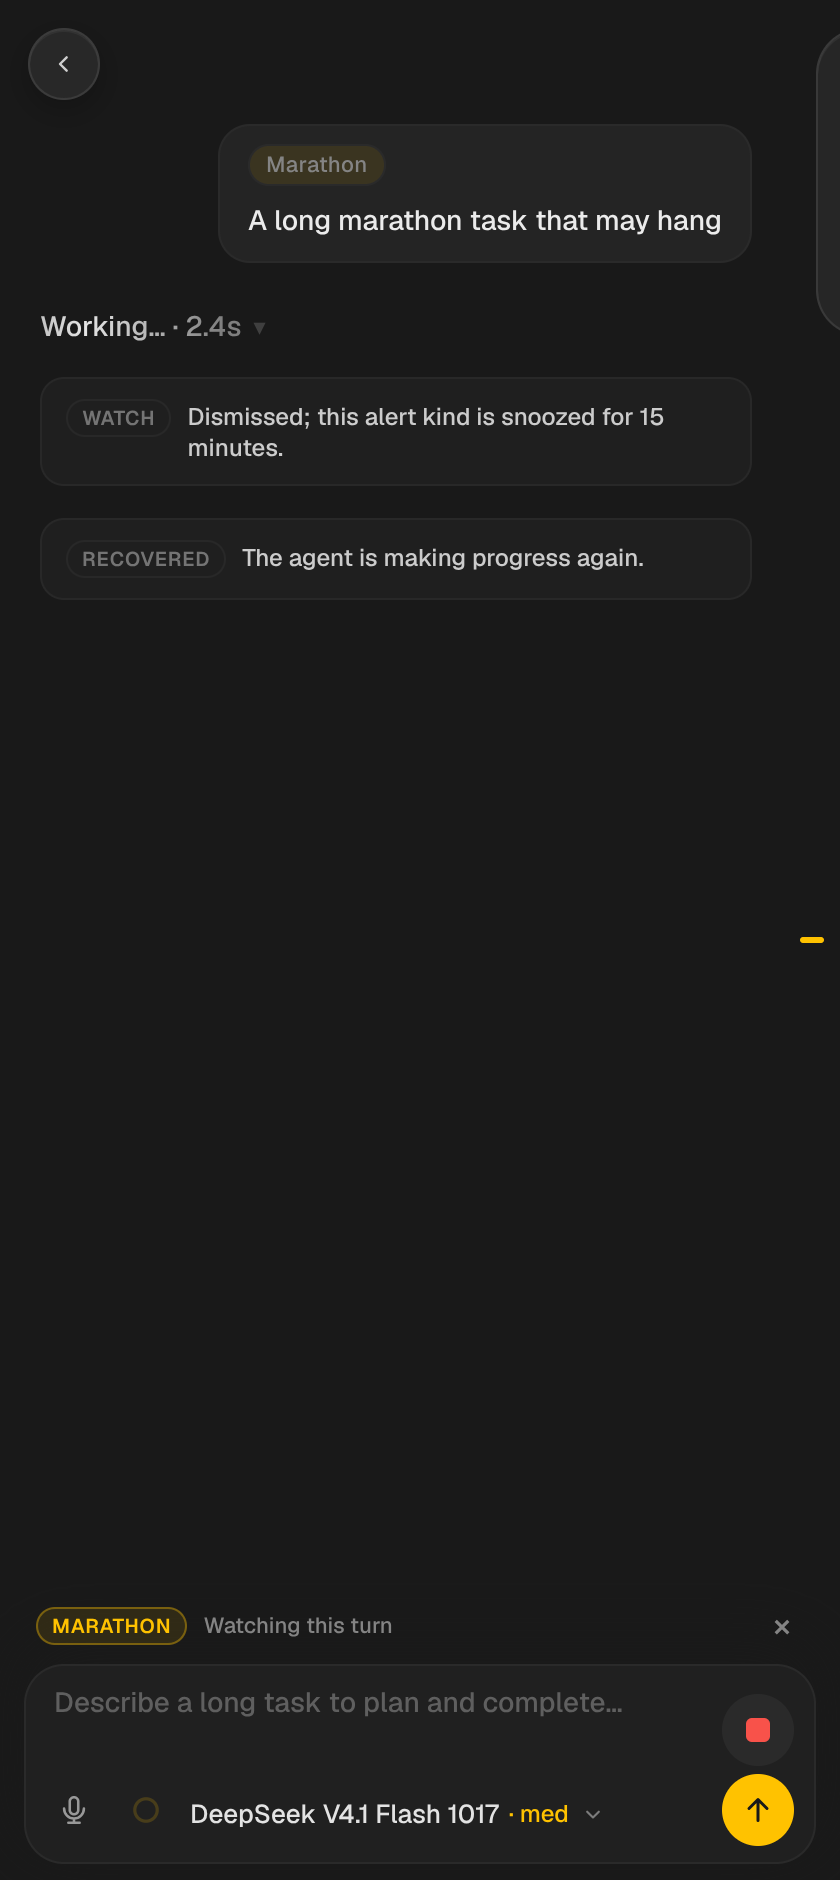 Marathon
A long marathon task that may hang
Working... · 2.4s ▼
WATCH Dismissed; this alert kind is snoozed for 15
minutes.
RECOVERED The agent is making progress again.
MARATHON Watching this turn ×
Describe a long task to plan and complete...
DeepSeek V4.1 Flash 1017 · med